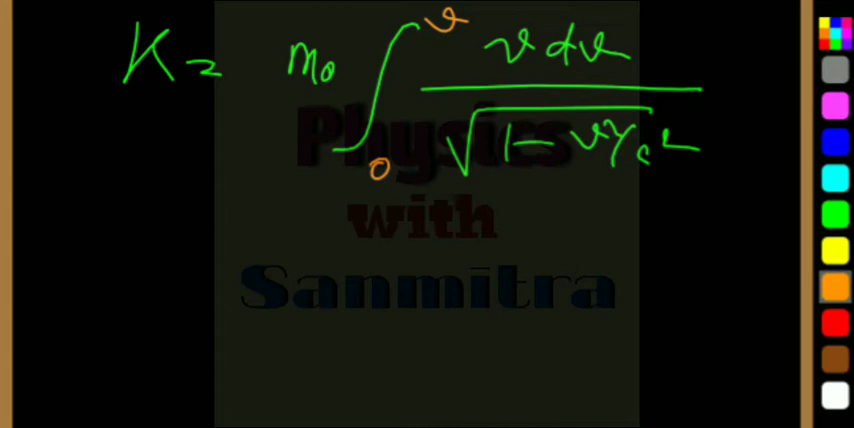 K = m₀ ∫₀^v v dv / √(1 − v²/c²)
Physics
with
Sanmitra